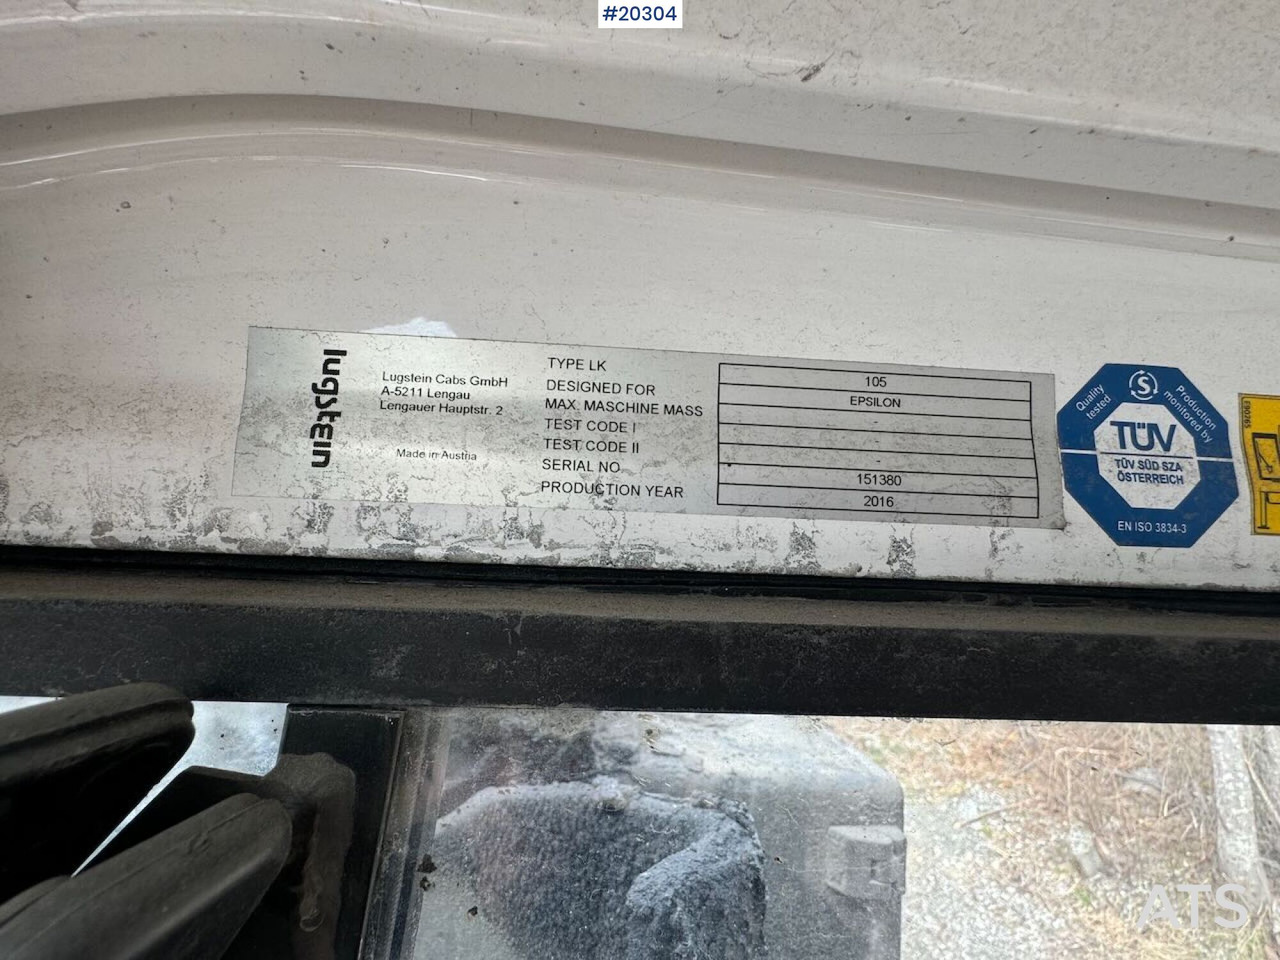 #20304
lugstein
Lugstein Cabs GmbH
A-5211 Lengau
Lengauer Hauptstr. 2
Made in Austria
TYPE LK 105
DESIGNED FOR EPSILON
MAX. MASCHINE MASS -
TEST CODE I -
TEST CODE II -
SERIAL NO 151380
PRODUCTION YEAR 2016
Quality
tested
S
Production
monitored by
TÜV
TÜV SÜD SZA
ÖSTERREICH
EN ISO 3834-3
E90265
ATS